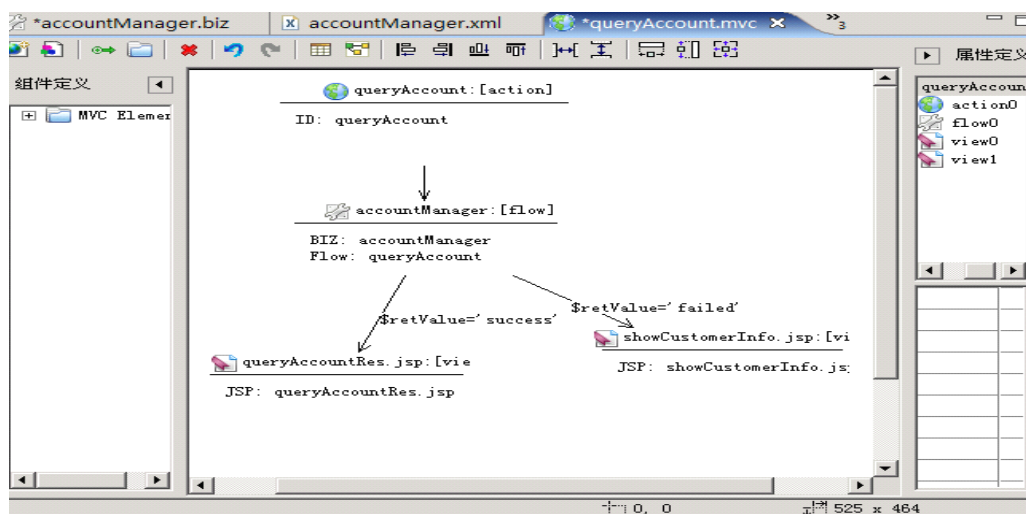 *accountManager.biz
accountManager.xml
*queryAccount.mvc
»3
组件定义
MVC Elemer
queryAccount:[action]
ID: queryAccount
accountManager:[flow]
BIZ: accountManager
Flow: queryAccount
$retValue='success'
$retValue='failed'
queryAccountRes.jsp:[vie
JSP: queryAccountRes.jsp
showCustomerInfo.jsp:[vi
JSP: showCustomerInfo.js
属性定义
queryAccoun
action0
flow0
view0
view1
0, 0
525 x 464